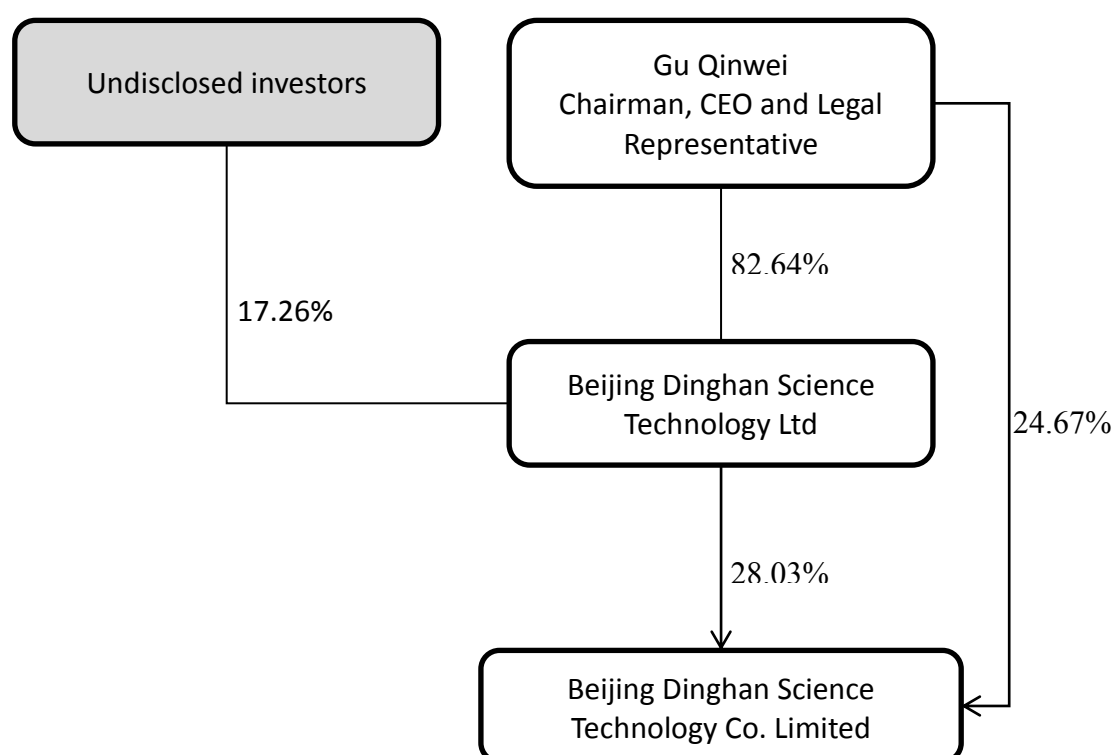 Undisclosed investors
Gu Qinwei
Chairman, CEO and Legal
Representative
82.64%
17.26%
Beijing Dinghan Science
Technology Ltd
24.67%
28.03%
Beijing Dinghan Science
Technology Co. Limited